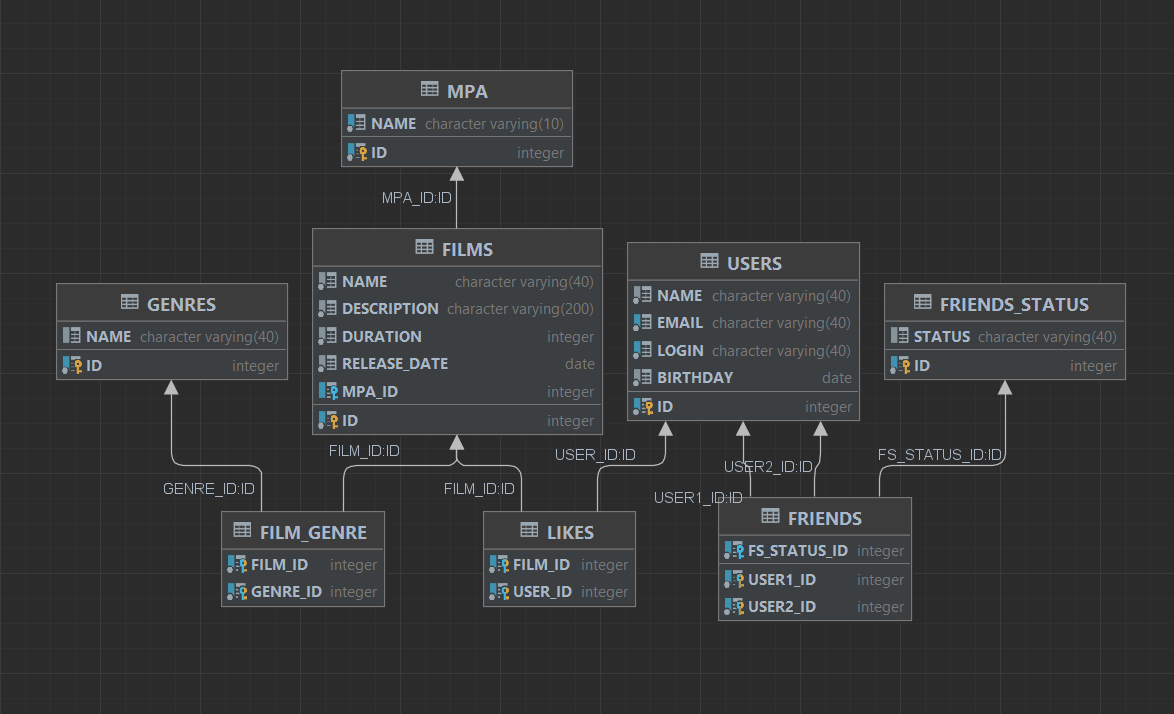 MPA
NAME character varying(10)
ID integer
MPA_ID:ID
FILMS
NAME character varying(40)
DESCRIPTION character varying(200)
DURATION integer
RELEASE_DATE date
MPA_ID integer
ID integer
USERS
NAME character varying(40)
EMAIL character varying(40)
LOGIN character varying(40)
BIRTHDAY date
ID integer
GENRES
NAME character varying(40)
ID integer
FRIENDS_STATUS
STATUS character varying(40)
ID integer
FILM_ID:ID
USER_ID:ID
FS_STATUS_ID:ID
USER2_ID:ID
GENRE_ID:ID
FILM_ID:ID
USER1_ID:ID
FILM_GENRE
FILM_ID integer
GENRE_ID integer
LIKES
FILM_ID integer
USER_ID integer
FRIENDS
FS_STATUS_ID integer
USER1_ID integer
USER2_ID integer